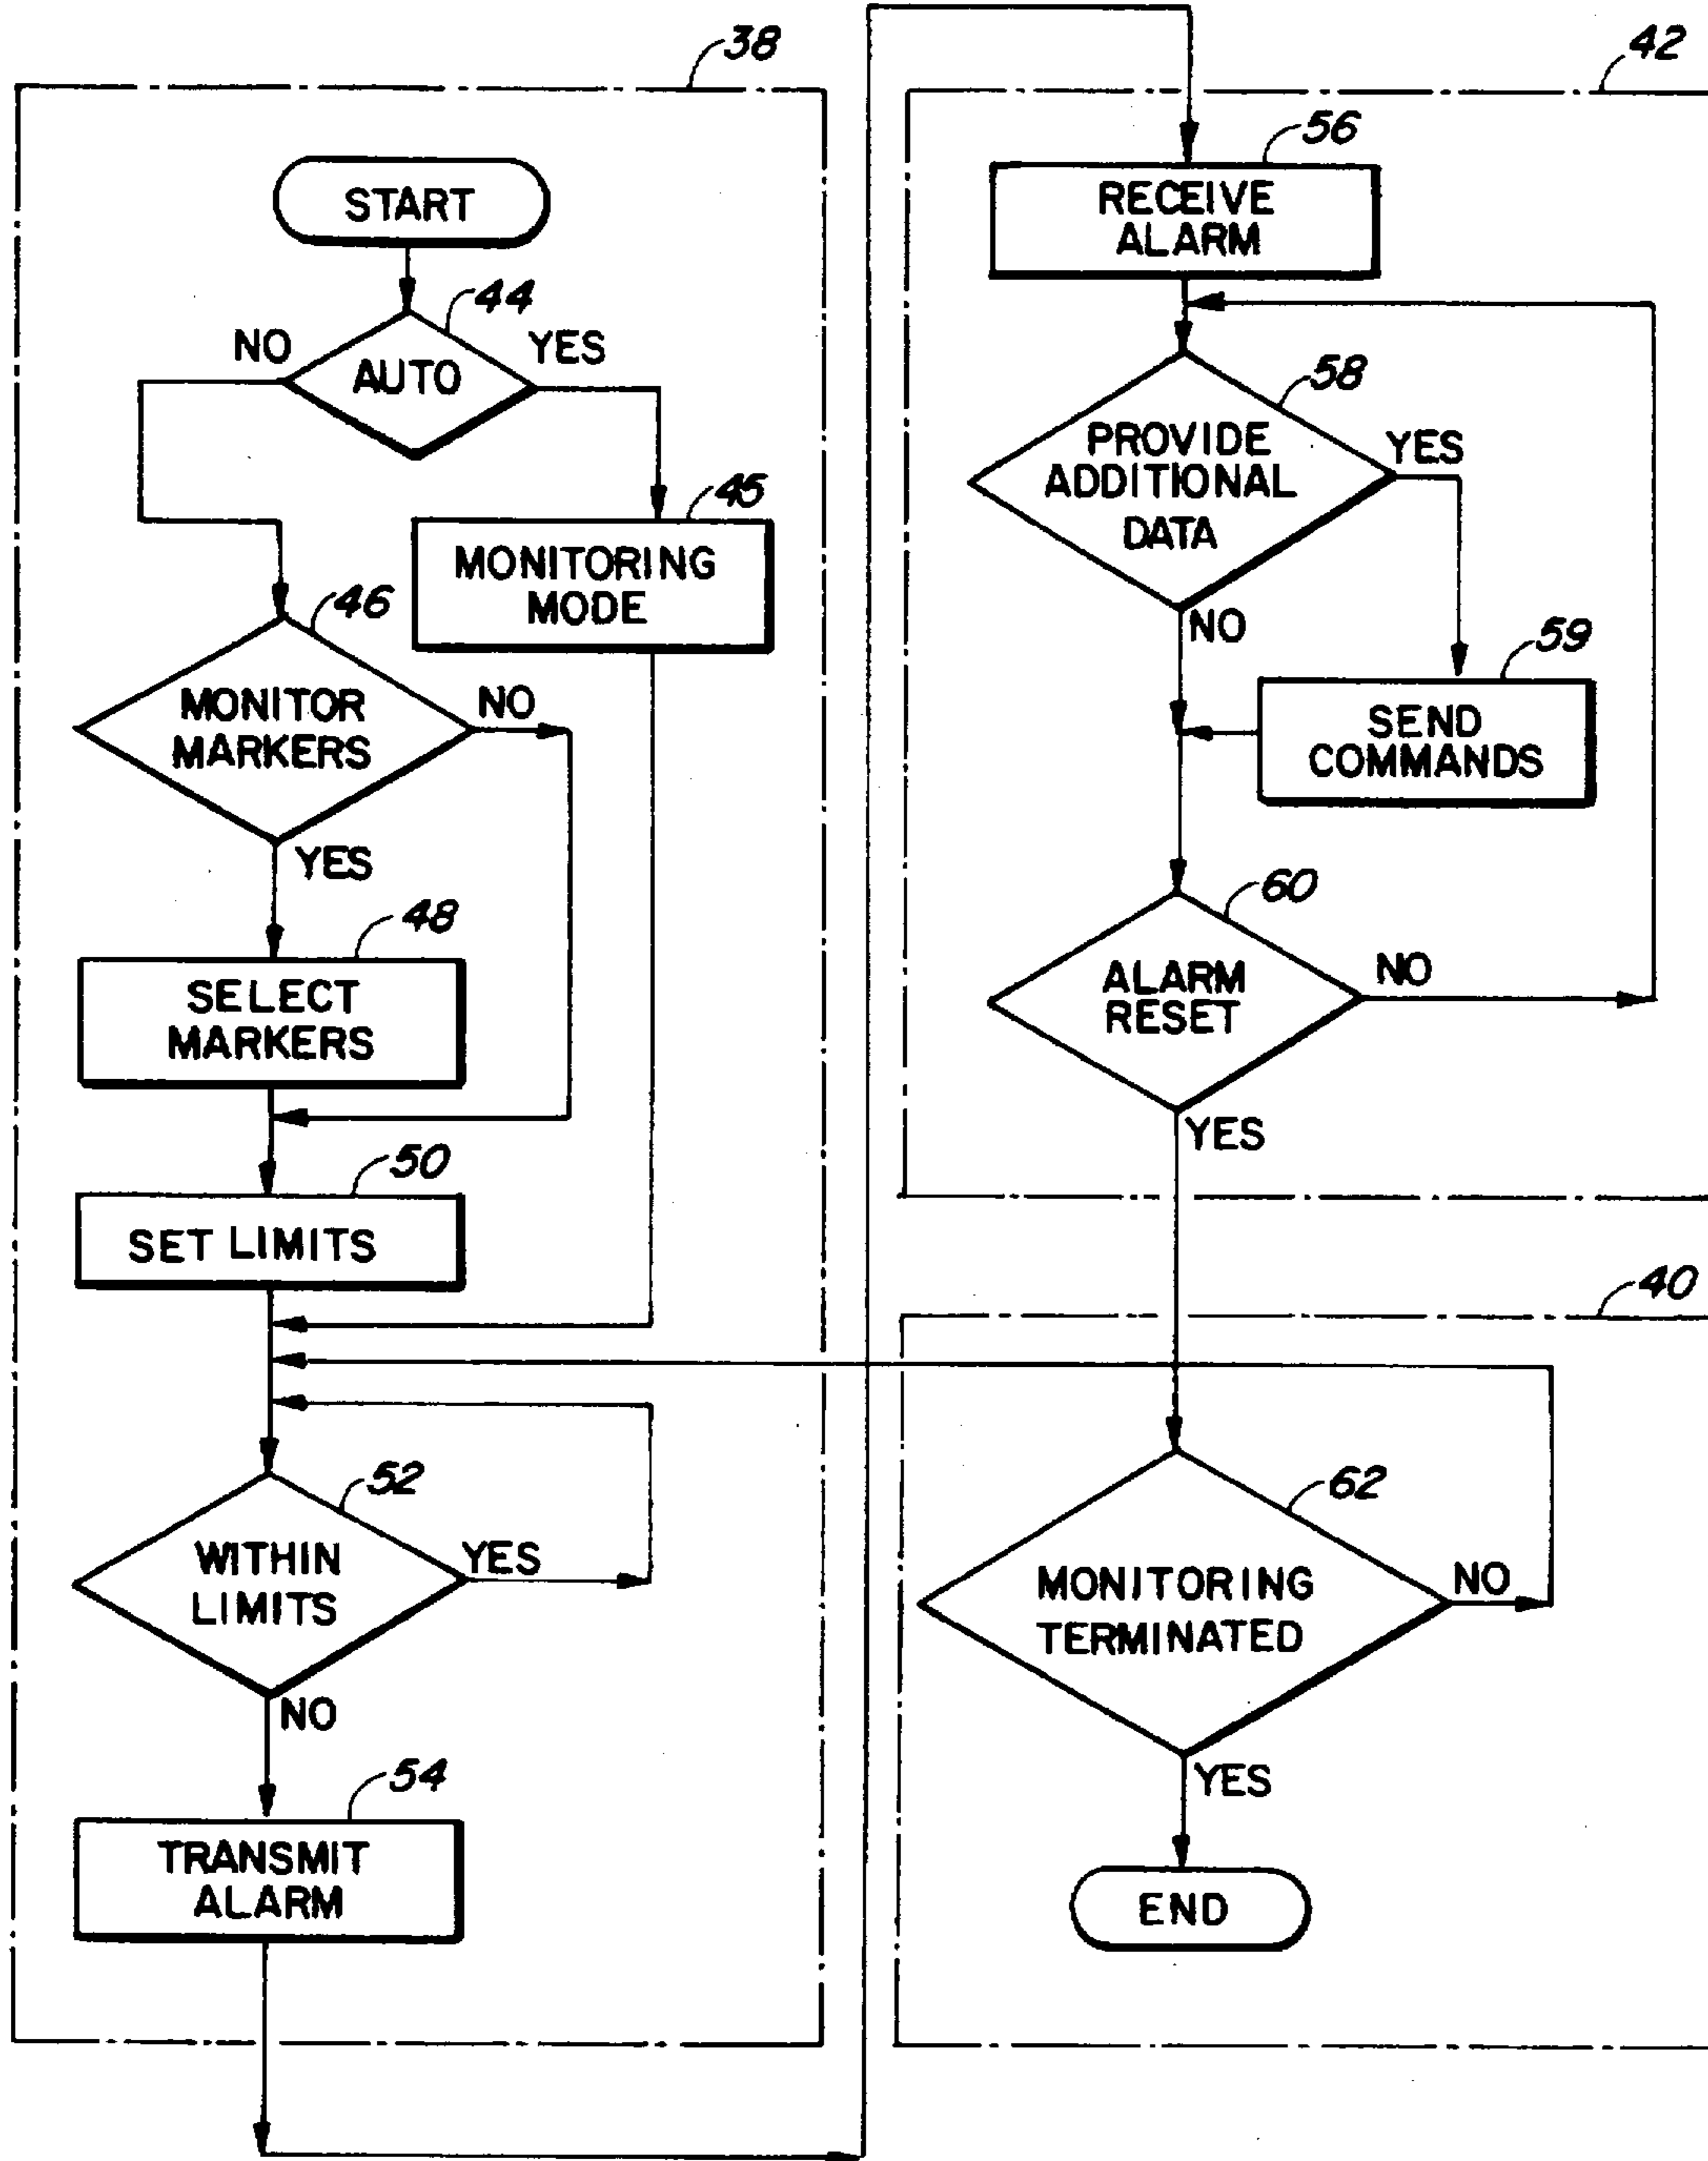 38
START
44
NO
YES
AUTO
45
MONITORING
MODE
46
MONITOR
MARKERS
NO
YES
48
SELECT
MARKERS
50
SET LIMITS
52
WITHIN
LIMITS
YES
NO
54
TRANSMIT
ALARM
42
56
RECEIVE
ALARM
58
PROVIDE
ADDITIONAL
DATA
YES
NO
59
SEND
COMMANDS
60
ALARM
RESET
NO
YES
40
62
MONITORING
TERMINATED
NO
YES
END